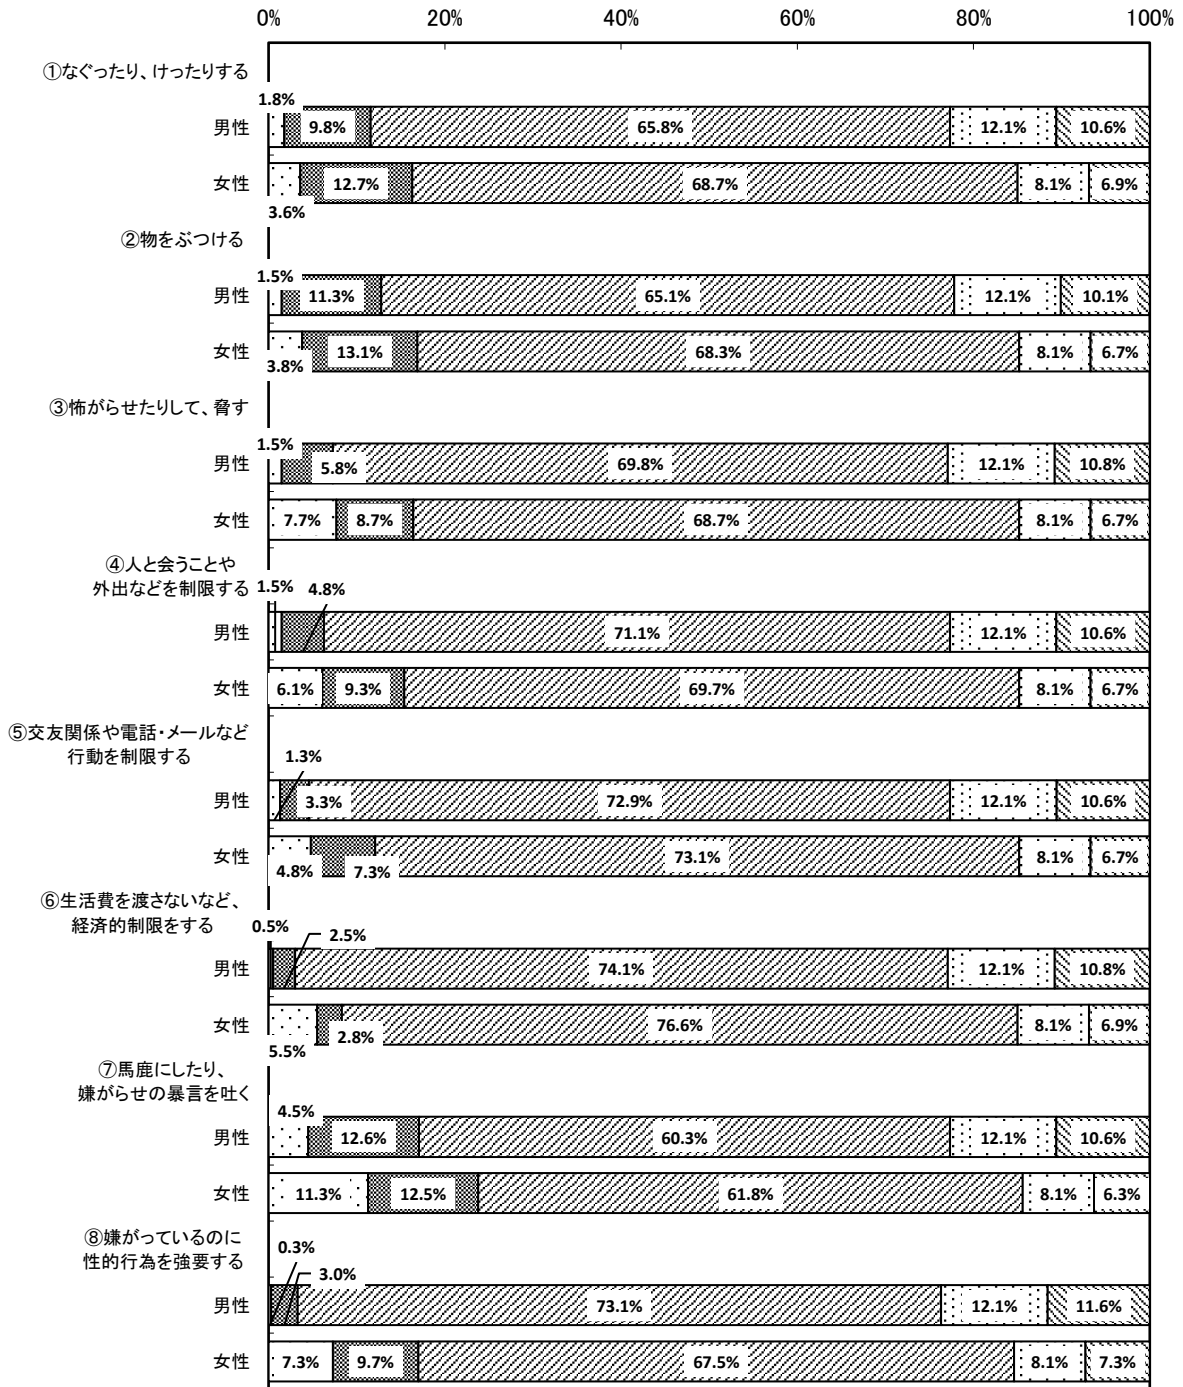 0% 20% 40% 60% 80% 100%
①なぐったり、けったりする
1.8%
男性 9.8% 65.8% 12.1% 10.6%
女性 12.7% 68.7% 8.1% 6.9%
3.6%
②物をぶつける
1.5%
男性 11.3% 65.1% 12.1% 10.1%
女性 13.1% 68.3% 8.1% 6.7%
3.8%
③怖がらせたりして、脅す
1.5%
男性 5.8% 69.8% 12.1% 10.8%
女性 7.7% 8.7% 68.7% 8.1% 6.7%
④人と会うことや
外出などを制限する 1.5% 4.8%
男性 71.1% 12.1% 10.6%
女性 6.1% 9.3% 69.7% 8.1% 6.7%
⑤交友関係や電話・メールなど
行動を制限する 1.3%
男性 3.3% 72.9% 12.1% 10.6%
女性 73.1% 8.1% 6.7%
4.8% 7.3%
⑥生活費を渡さないなど、
経済的制限をする 0.5% 2.5%
男性 74.1% 12.1% 10.8%
女性 2.8% 76.6% 8.1% 6.9%
5.5%
⑦馬鹿にしたり、
嫌がらせの暴言を吐く
4.5%
男性 12.6% 60.3% 12.1% 10.6%
女性 11.3% 12.5% 61.8% 8.1% 6.3%
⑧嫌がっているのに
性的行為を強要する 0.3%
3.0%
男性 73.1% 12.1% 11.6%
女性 7.3% 9.7% 67.5% 8.1% 7.3%